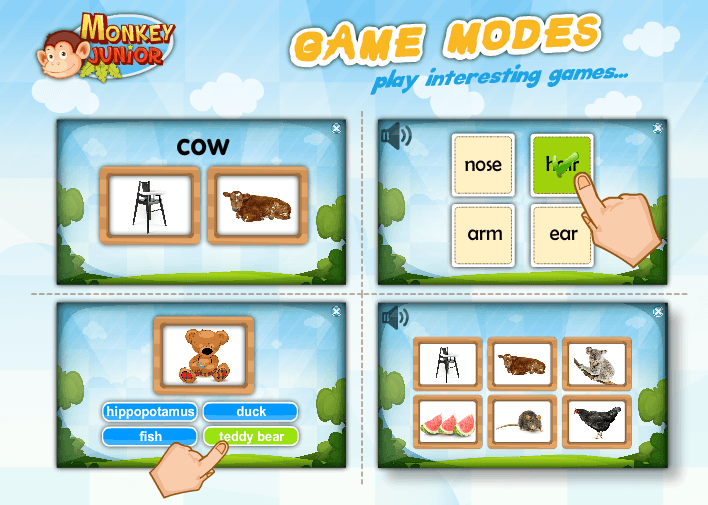 MONKEY
JUNIOR
GAME MODES
play interesting games...
cow
nose
hair
arm
ear
hippopotamus
duck
fish
teddy bear